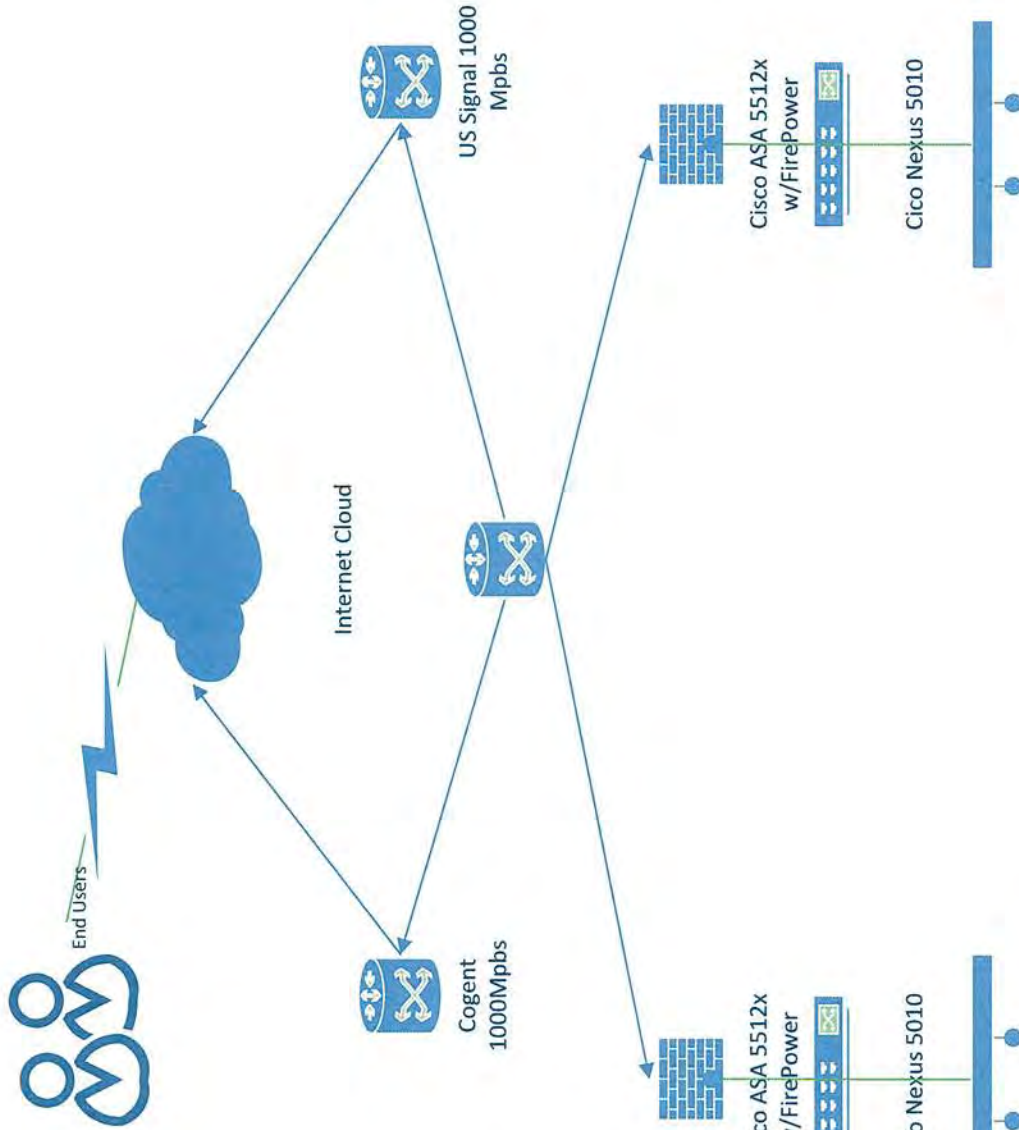 End Users
Internet Cloud
Cogent
1000Mpbs
US Signal 1000
Mpbs
co ASA 5512x
/FirePower
o Nexus 5010
Cisco ASA 5512x
w/FirePower
Cico Nexus 5010